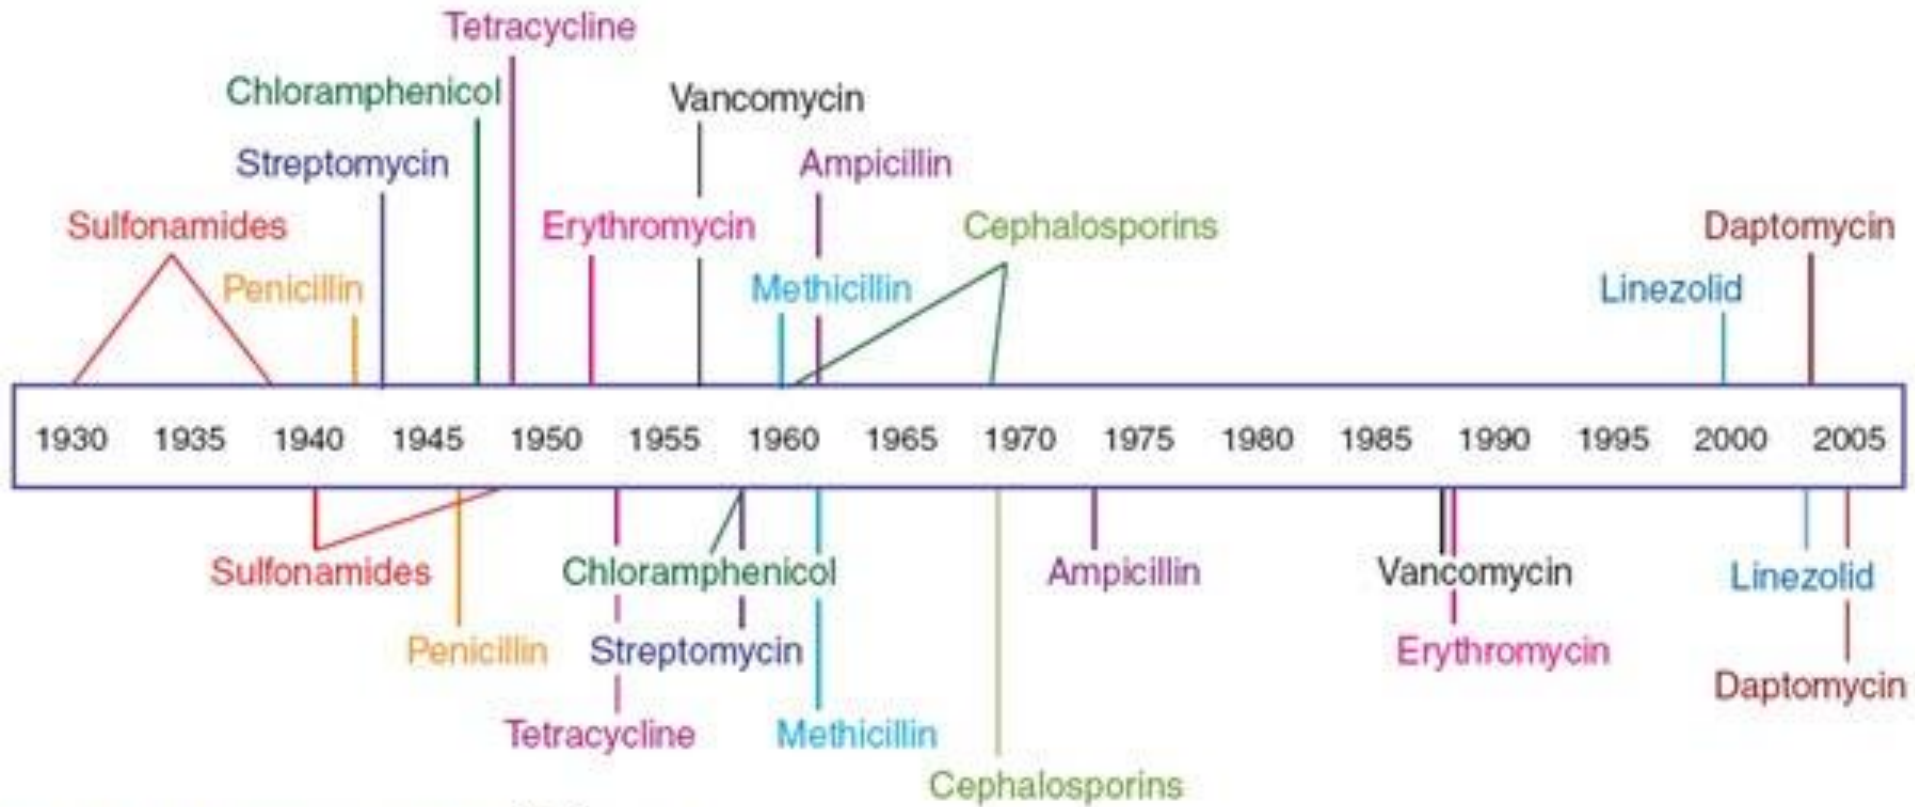 Tetracycline
Chloramphenicol
Vancomycin
Streptomycin
Ampicillin
Sulfonamides
Erythromycin
Cephalosporins
Daptomycin
Penicillin
Methicillin
Linezolid
1930 1935 1940 1945 1950 1955 1960 1965 1970 1975 1980 1985 1990 1995 2000 2005
Sulfonamides
Chloramphenicol
Ampicillin
Vancomycin
Linezolid
Penicillin
Streptomycin
Erythromycin
Daptomycin
Tetracycline
Methicillin
Cephalosporins